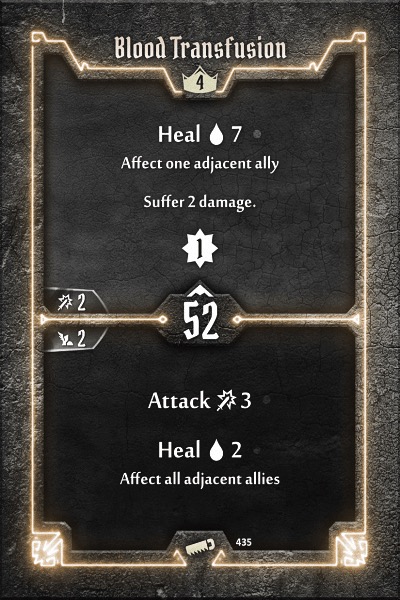 Blood Transfusion
4
Heal 7
Affect one adjacent ally
Suffer 2 damage.
1
2
52
2
Attack 3
Heal 2
Affect all adjacent allies
435